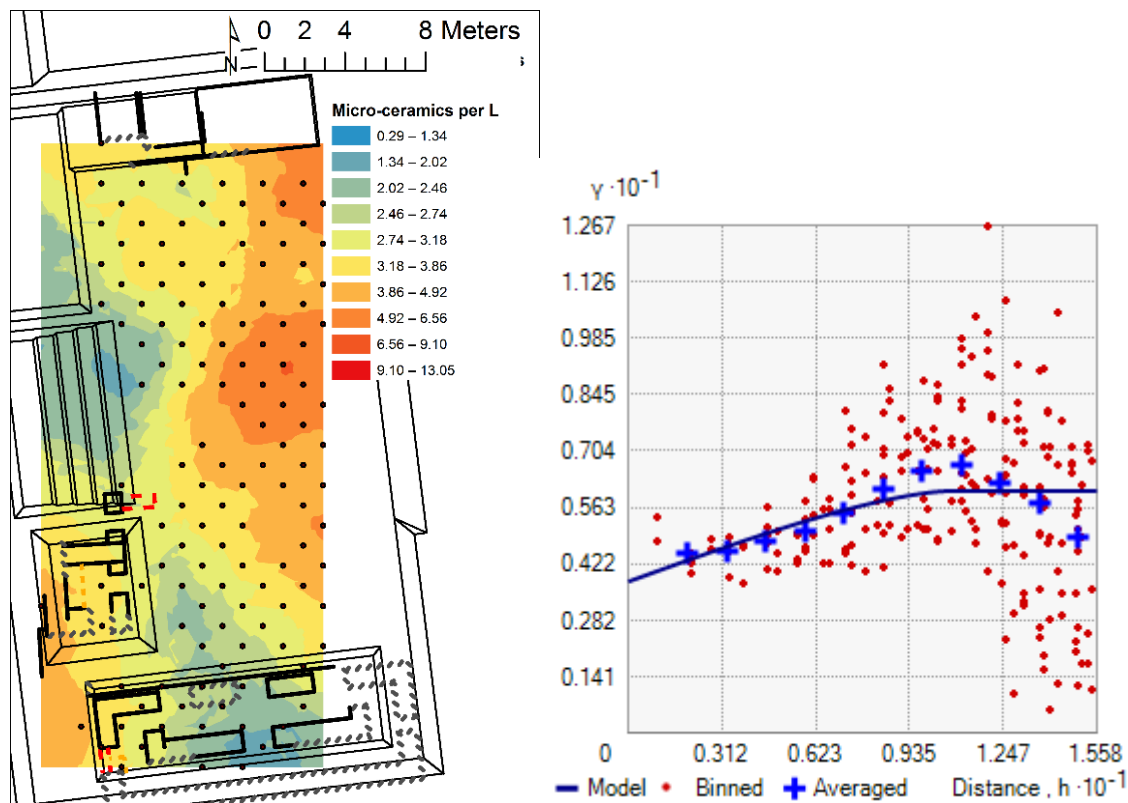 0 2 4 8 Meters
N
s
Micro-ceramics per L
0.29 – 1.34
1.34 – 2.02
2.02 – 2.46
2.46 – 2.74
2.74 – 3.18
3.18 – 3.86
3.86 – 4.92
4.92 – 6.56
6.56 – 9.10
9.10 – 13.05
γ ·10⁻¹
1.267
1.126
0.985
0.845
0.704
0.563
0.422
0.282
0.141
0 0.312 0.623 0.935 1.247 1.558
Model Binned Averaged Distance , h ·10⁻¹